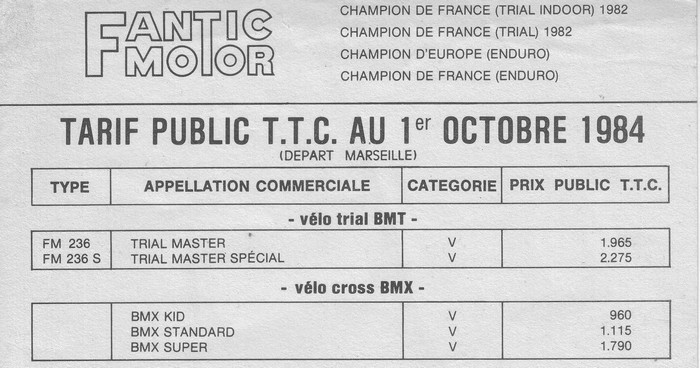 FANTIC
MOTOR
CHAMPION DE FRANCE (TRIAL INDOOR) 1982
CHAMPION DE FRANCE (TRIAL) 1982
CHAMPION D'EUROPE (ENDURO)
CHAMPION DE FRANCE (ENDURO)
TARIF PUBLIC T.T.C. AU 1er OCTOBRE 1984
(DEPART MARSEILLE)
TYPE APPELLATION COMMERCIALE CATEGORIE PRIX PUBLIC T.T.C.
- vélo trial BMT -
FM 236 TRIAL MASTER V 1.965
FM 236 S TRIAL MASTER SPÉCIAL V 2.275
- vélo cross BMX -
BMX KID V 960
BMX STANDARD V 1.115
BMX SUPER V 1.790